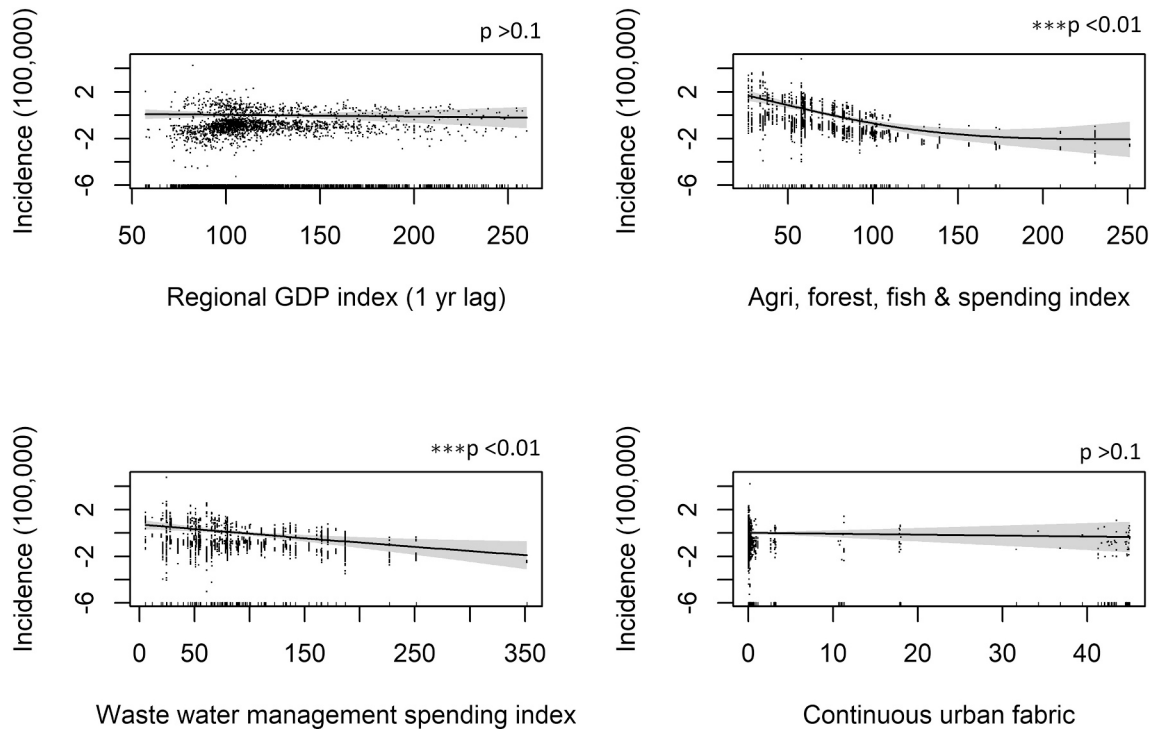 p >0.1
Incidence (100,000)
2
-2
-6
50 100 150 200 250
Regional GDP index (1 yr lag)
***p <0.01
Incidence (100,000)
2
-2
-6
50 100 150 200 250
Agri, forest, fish & spending index
***p <0.01
Incidence (100,000)
2
-2
-6
0 50 150 250 350
Waste water management spending index
p >0.1
Incidence (100,000)
2
-2
-6
0 10 20 30 40
Continuous urban fabric